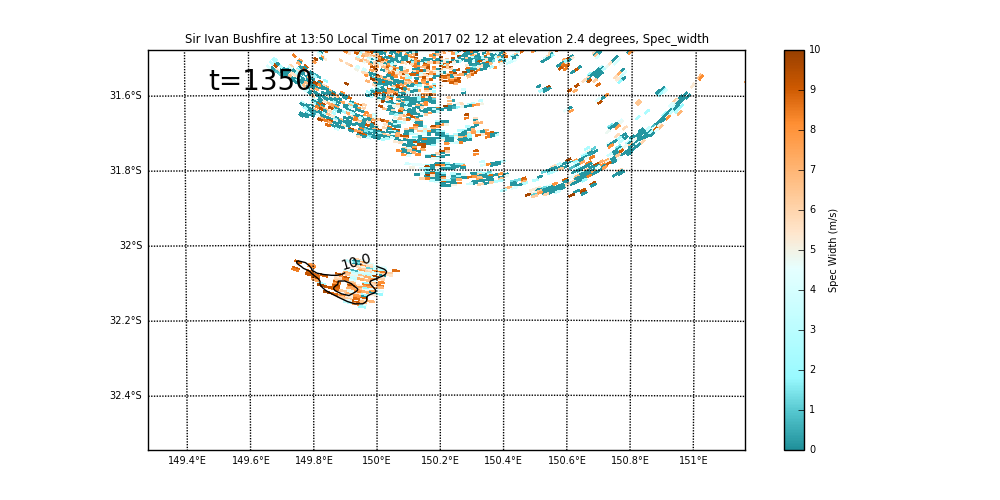 Sir Ivan Bushfire at 13:50 Local Time on 2017 02 12 at elevation 2.4 degrees, Spec_width
t=1350
31.6°S
31.8°S
32°S
32.2°S
32.4°S
10.0
149.4°E 149.6°E 149.8°E 150°E 150.2°E 150.4°E 150.6°E 150.8°E 151°E
10
9
8
7
6
5
4
3
2
1
0
Spec Width (m/s)